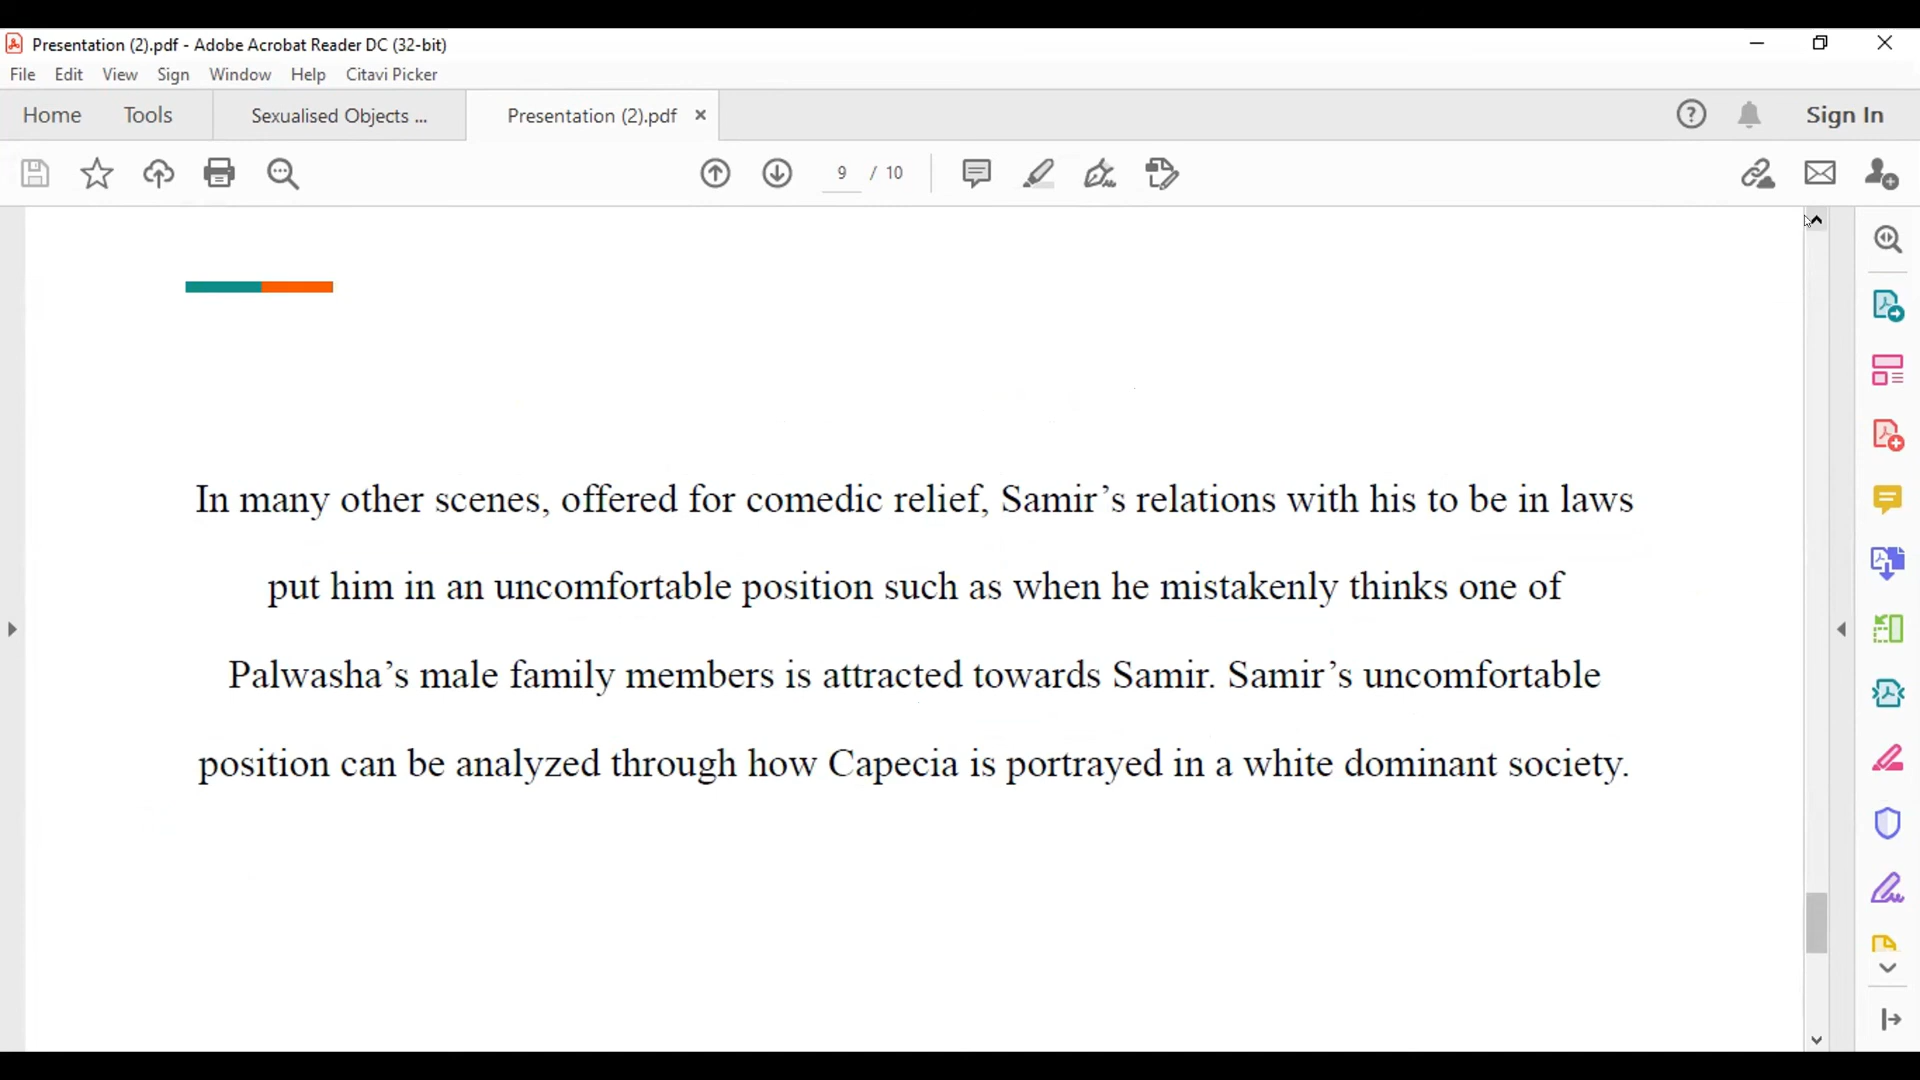 Presentation (2).pdf - Adobe Acrobat Reader DC (32-bit)
File Edit View Sign Window Help Citavi Picker
Home Tools Sexualised Objects ... Presentation (2).pdf × Sign In
9 / 10
In many other scenes, offered for comedic relief, Samir’s relations with his to be in laws
put him in an uncomfortable position such as when he mistakenly thinks one of
Palwasha’s male family members is attracted towards Samir. Samir’s uncomfortable
position can be analyzed through how Capecia is portrayed in a white dominant society.